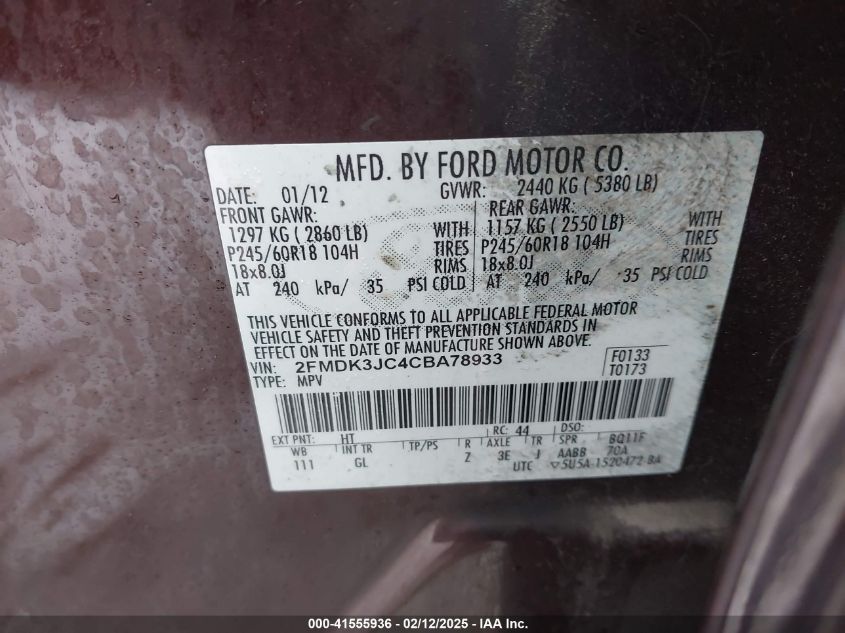 MFD. BY FORD MOTOR CO.
DATE: 01/12 GVWR: 2440 KG ( 5380 LB)
FRONT GAWR: REAR GAWR:
1297 KG ( 2860 LB) WITH 1157 KG ( 2550 LB) WITH
P245/60R18 104H TIRES P245/60R18 104H TIRES
18x8.0J RIMS 18x8.0J RIMS
AT 240 kPa/ 35 PSI COLD AT 240 kPa/ 35 PSI COLD
THIS VEHICLE CONFORMS TO ALL APPLICABLE FEDERAL MOTOR
VEHICLE SAFETY AND THEFT PREVENTION STANDARDS IN
EFFECT ON THE DATE OF MANUFACTURE SHOWN ABOVE.
VIN: 2FMDK3JC4CBA78933 F0133
TYPE: MPV T0173
EXT PNT: HT RC: 44 DSO:
WB INT TR TP/PS R AXLE TR SPR BQ11F
111 GL Z 3E J AABB 70A
UTC ▽5U5A-1520472-BA
000-41555936 - 02/12/2025 - IAA Inc.